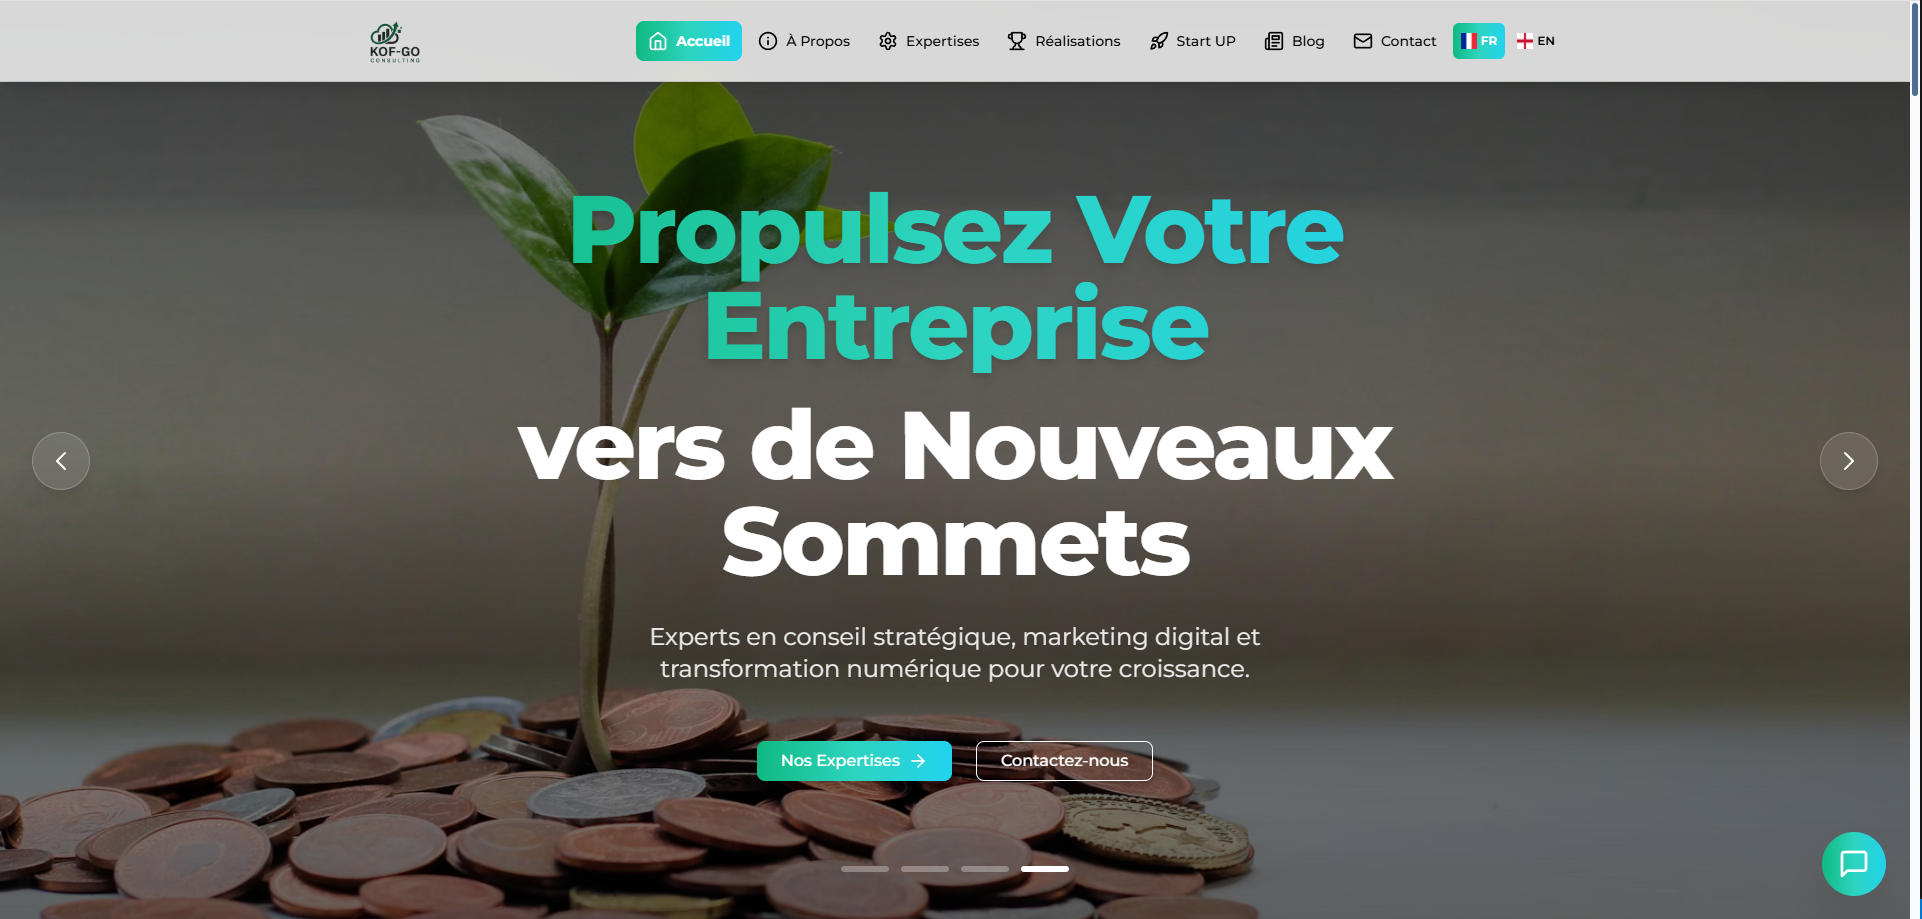 KOF-GO
CONSULTING
Accueil
À Propos
Expertises
Réalisations
Start UP
Blog
Contact
FR
EN
Propulsez Votre
Entreprise
vers de Nouveaux
Sommets
Experts en conseil stratégique, marketing digital et
transformation numérique pour votre croissance.
Nos Expertises
Contactez-nous